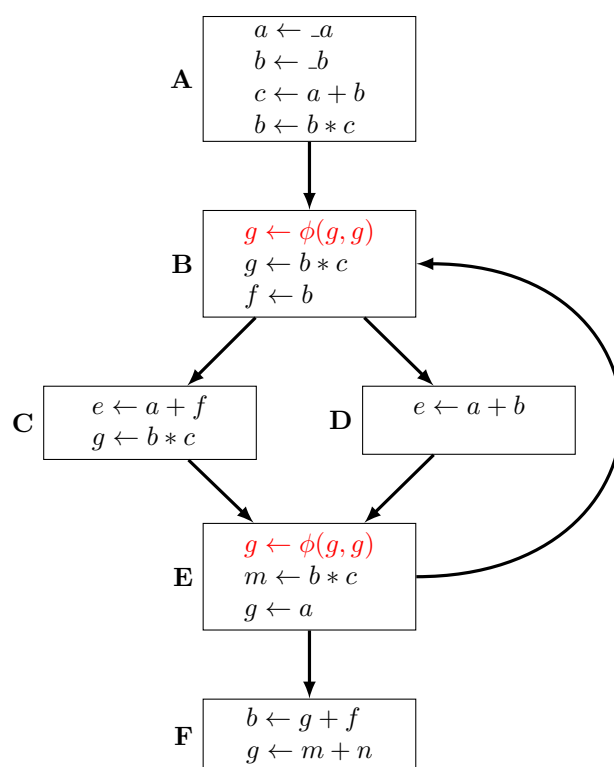 a ← _a
b ← _b
A
c ← a + b
b ← b ∗ c
g ← ϕ(g, g)
B
g ← b ∗ c
f ← b
e ← a + f
C
g ← b ∗ c
e ← a + b
D
g ← ϕ(g, g)
E
m ← b ∗ c
g ← a
b ← g + f
F
g ← m + n